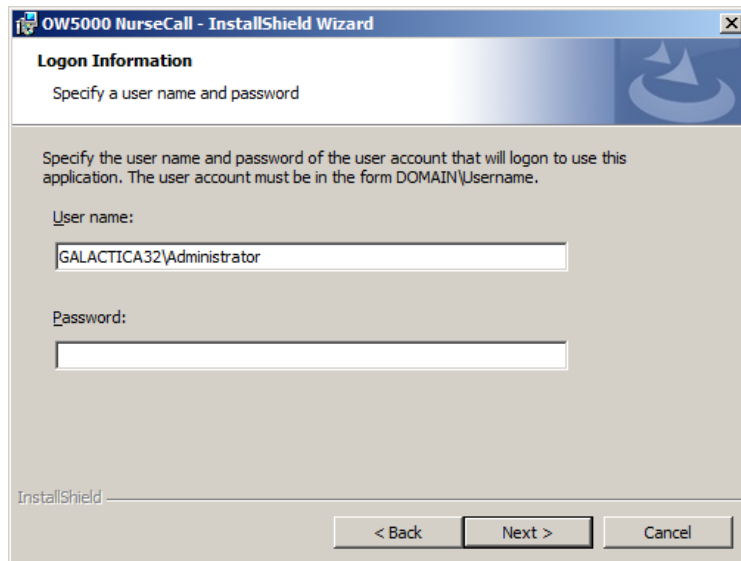 OW5000 NurseCall - InstallShield Wizard
Logon Information
Specify a user name and password
Specify the user name and password of the user account that will logon to use this
application. The user account must be in the form DOMAIN\Username.
User name:
GALACTICA32\Administrator
Password:
InstallShield
< Back
Next >
Cancel